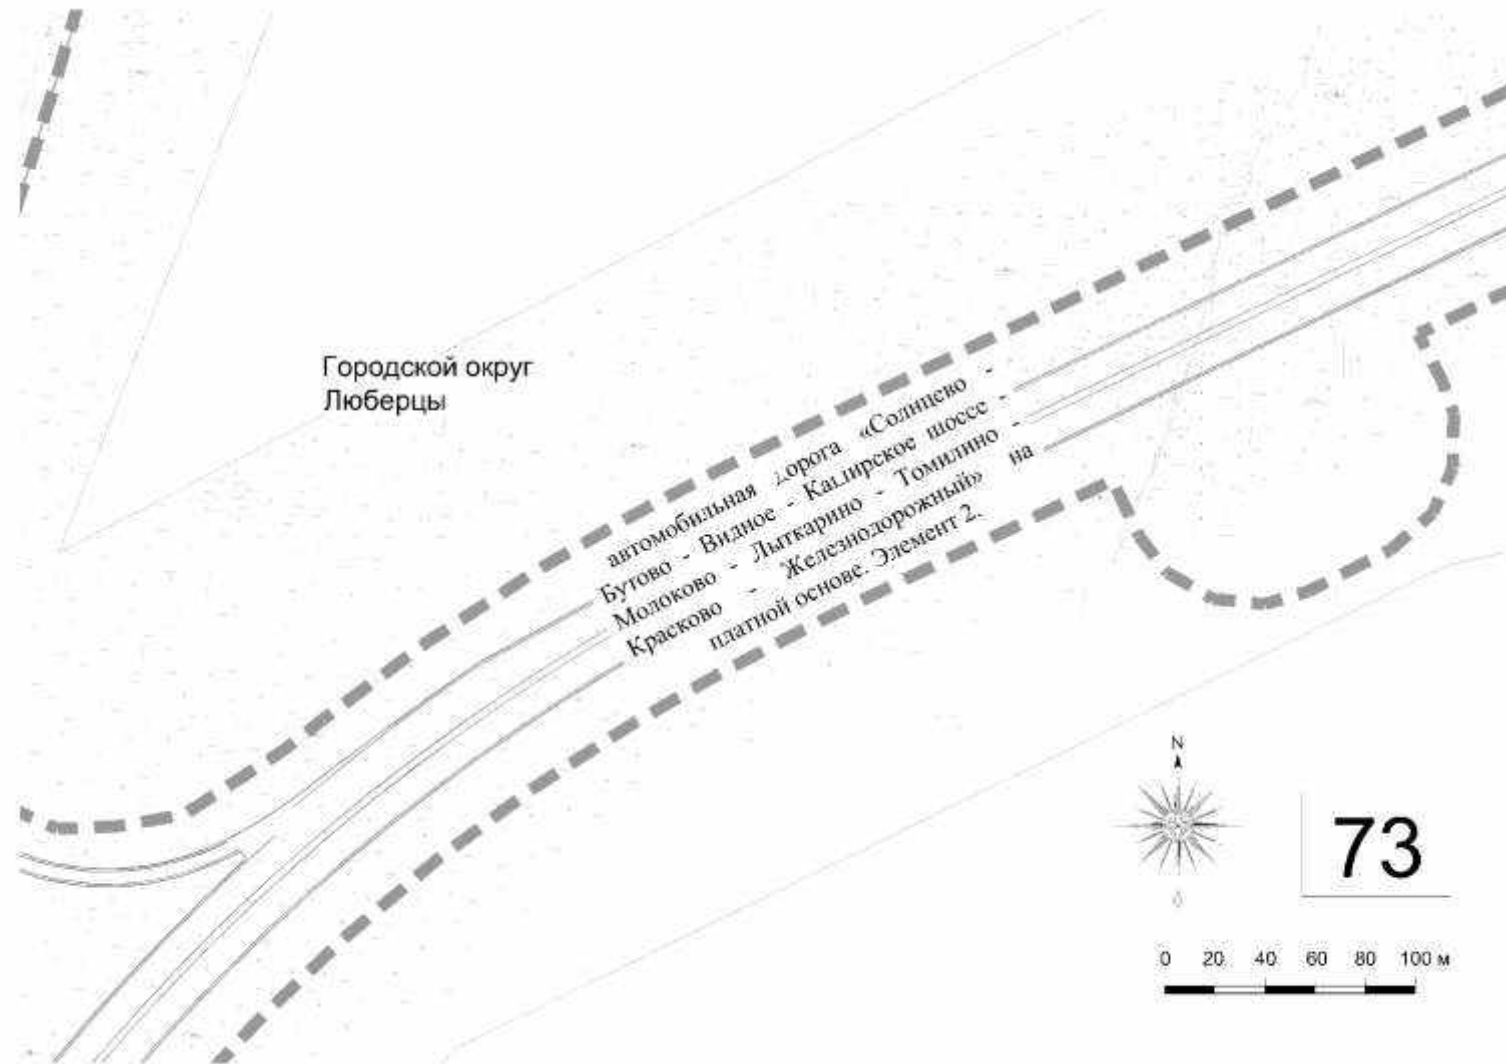 Городской округ
Люберцы
автомобильная дорога «Солнцево -
Бутово - Видное - Каширское шоссе -
Молоково - Лыткарино - Томилино -
Красково - Железнодорожный» на
платной основе. Элемент 2.
N
73
0 20 40 60 80 100 м